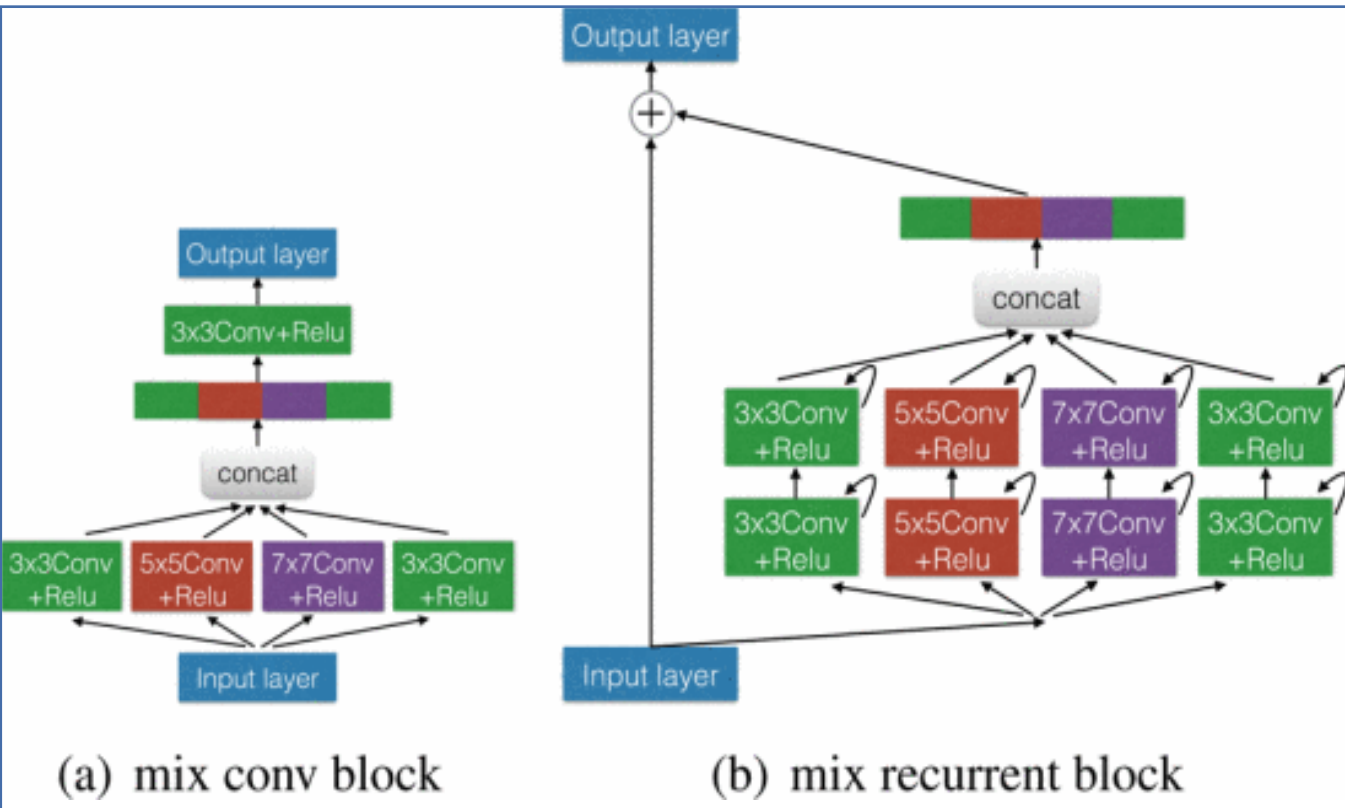 Output layer
3x3Conv+Relu
concat
3x3Conv
+Relu
5x5Conv
+Relu
7x7Conv
+Relu
3x3Conv
+Relu
Input layer
(a) mix conv block
Output layer
+
concat
3x3Conv
+Relu
5x5Conv
+Relu
7x7Conv
+Relu
3x3Conv
+Relu
3x3Conv
+Relu
5x5Conv
+Relu
7x7Conv
+Relu
3x3Conv
+Relu
Input layer
(b) mix recurrent block